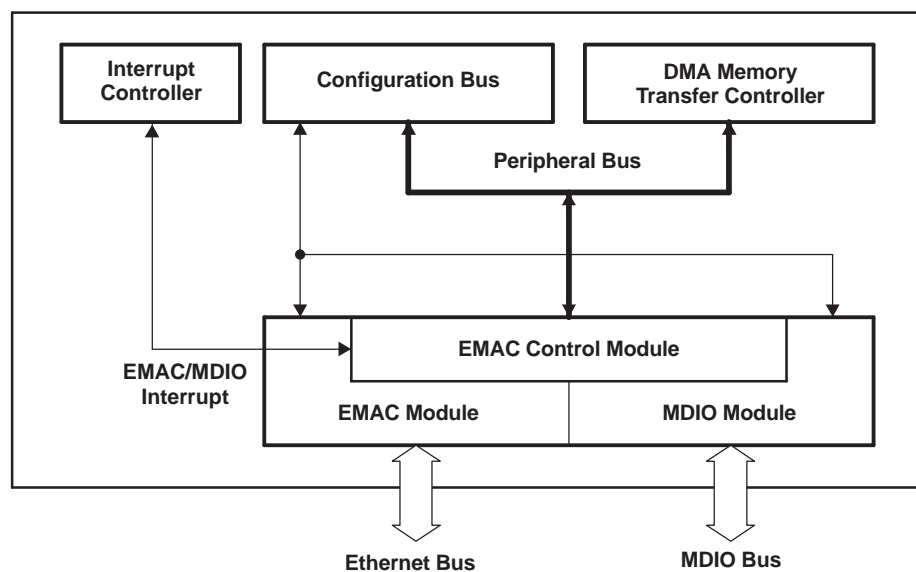 Interrupt
Controller
Configuration Bus
DMA Memory
Transfer Controller
Peripheral Bus
EMAC Control Module
EMAC/MDIO
Interrupt
EMAC Module
MDIO Module
Ethernet Bus
MDIO Bus